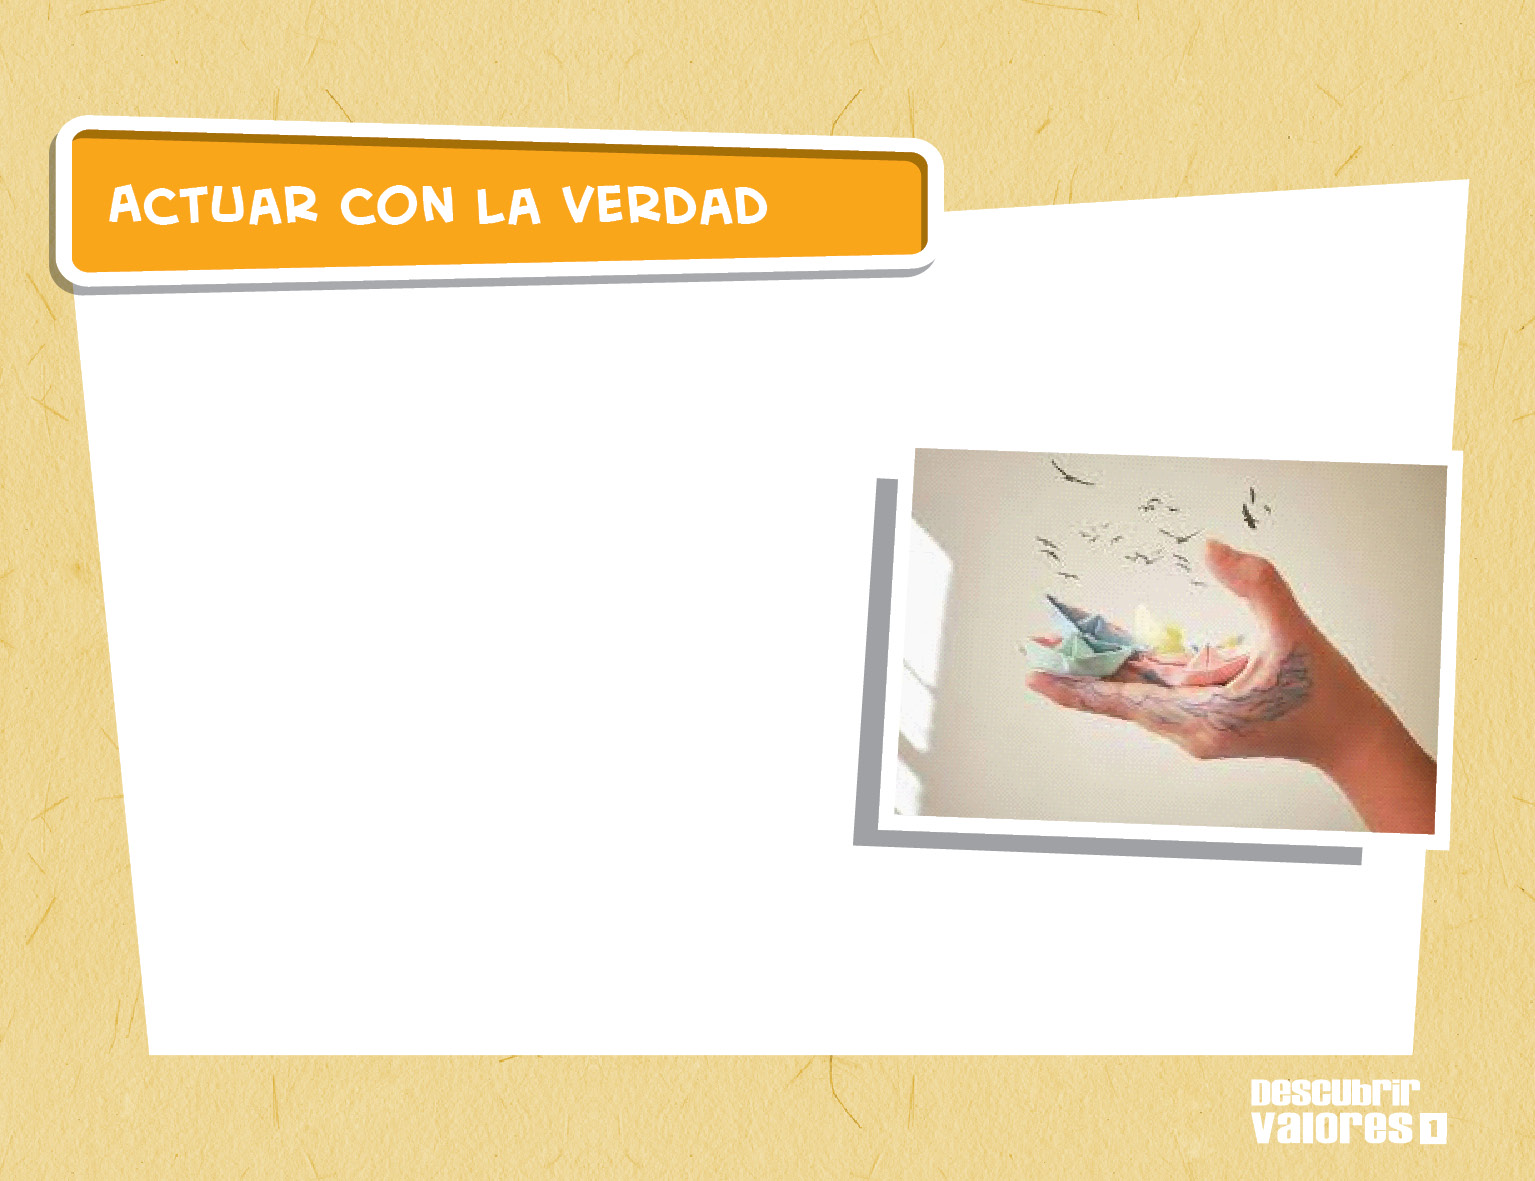 ACTUAR CON LA VERDAD
Descubrir
valores 1